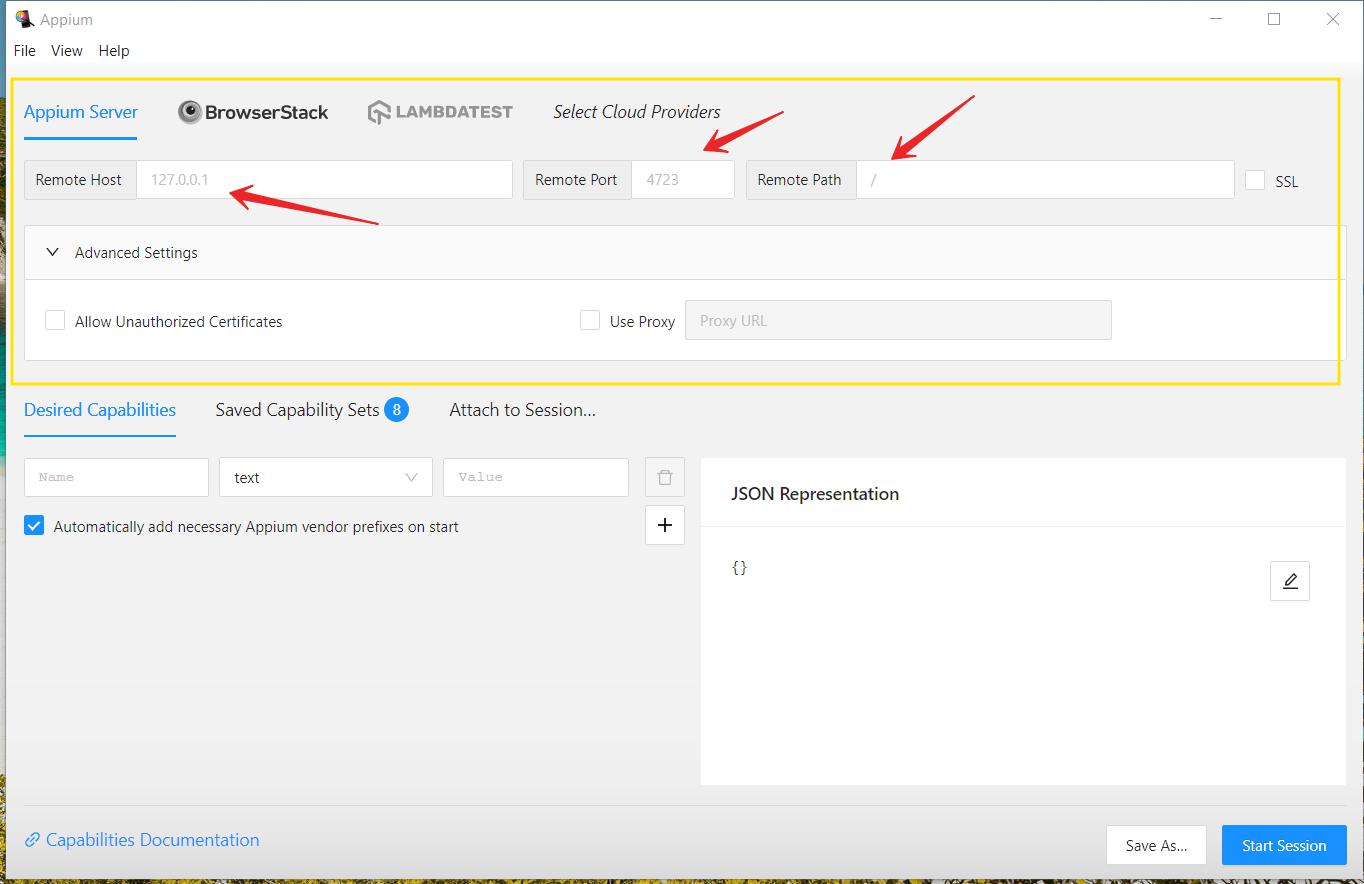 Appium
File View Help
Appium Server BrowserStack LAMBDATEST Select Cloud Providers
Remote Host 127.0.0.1 Remote Port 4723 Remote Path / SSL
Advanced Settings
Allow Unauthorized Certificates Use Proxy Proxy URL
Desired Capabilities Saved Capability Sets 8 Attach to Session...
Name text Value
JSON Representation
Automatically add necessary Appium vendor prefixes on start +
{}
Capabilities Documentation Save As... Start Session